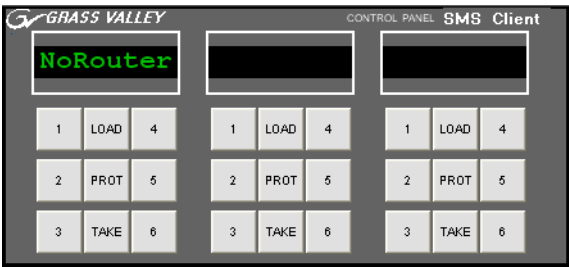 GRASS VALLEY CONTROL PANEL SMS Client
NoRouter
1 LOAD 4 1 LOAD 4 1 LOAD 4
2 PROT 5 2 PROT 5 2 PROT 5
3 TAKE 6 3 TAKE 6 3 TAKE 6